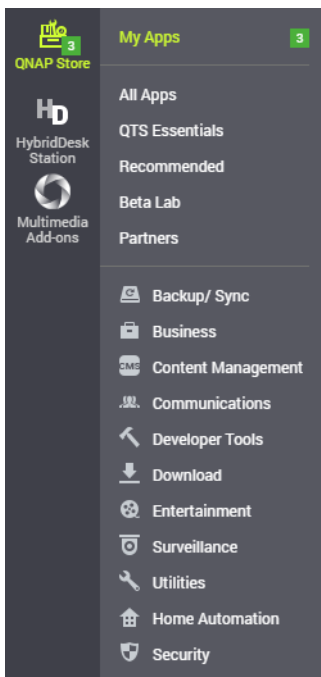 3
QNAP Store
HD
HybridDesk
Station
Multimedia
Add-ons
My Apps 3
All Apps
QTS Essentials
Recommended
Beta Lab
Partners
Backup/ Sync
Business
CMS Content Management
Communications
Developer Tools
Download
Entertainment
Surveillance
Utilities
Home Automation
Security